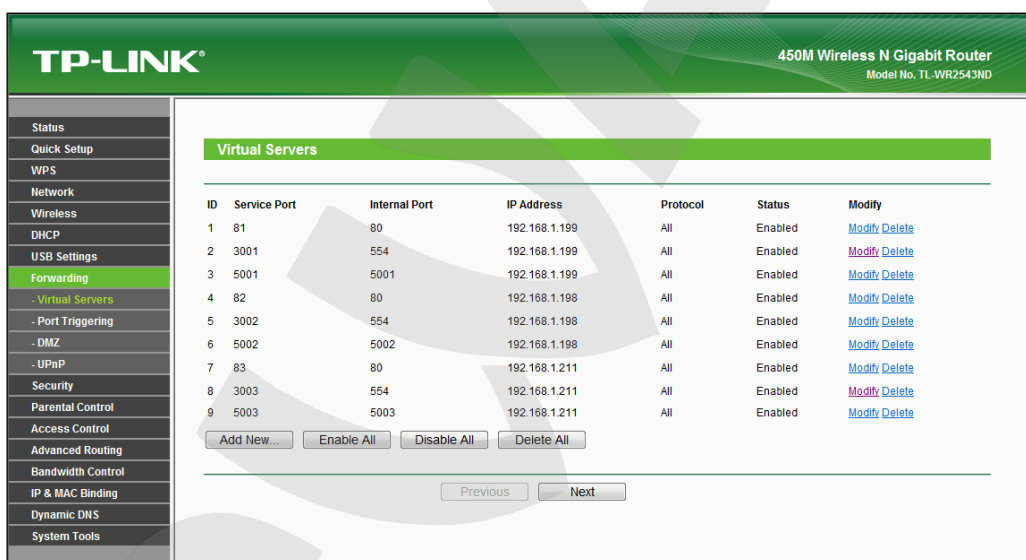 TP-LINK®
450M Wireless N Gigabit Router
Model No. TL-WR2543ND
Status
Quick Setup
WPS
Network
Wireless
DHCP
USB Settings
Forwarding
- Virtual Servers
- Port Triggering
- DMZ
- UPnP
Security
Parental Control
Access Control
Advanced Routing
Bandwidth Control
IP & MAC Binding
Dynamic DNS
System Tools
Virtual Servers
ID Service Port Internal Port IP Address Protocol Status Modify
1 81 80 192.168.1.199 All Enabled Modify Delete
2 3001 554 192.168.1.199 All Enabled Modify Delete
3 5001 5001 192.168.1.199 All Enabled Modify Delete
4 82 80 192.168.1.198 All Enabled Modify Delete
5 3002 554 192.168.1.198 All Enabled Modify Delete
6 5002 5002 192.168.1.198 All Enabled Modify Delete
7 83 80 192.168.1.211 All Enabled Modify Delete
8 3003 554 192.168.1.211 All Enabled Modify Delete
9 5003 5003 192.168.1.211 All Enabled Modify Delete
Add New... Enable All Disable All Delete All
Previous Next